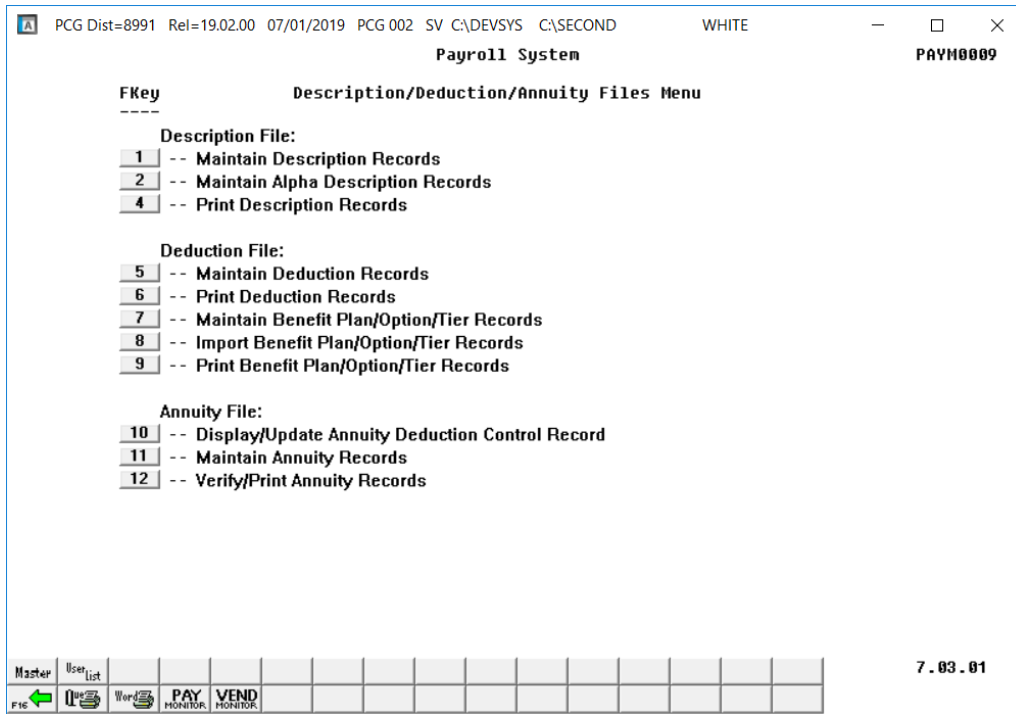 A PCG Dist=8991 Rel=19.02.00 07/01/2019 PCG 002 SV C:\DEVSYS C:\SECOND WHITE
Payroll System PAYM0009
FKey Description/Deduction/Annuity Files Menu
----
Description File:
1 -- Maintain Description Records
2 -- Maintain Alpha Description Records
4 -- Print Description Records
Deduction File:
5 -- Maintain Deduction Records
6 -- Print Deduction Records
7 -- Maintain Benefit Plan/Option/Tier Records
8 -- Import Benefit Plan/Option/Tier Records
9 -- Print Benefit Plan/Option/Tier Records
Annuity File:
10 -- Display/Update Annuity Deduction Control Record
11 -- Maintain Annuity Records
12 -- Verify/Print Annuity Records
Master User List 7.03.01
F16 Que Word PAY MONITOR VEND MONITOR